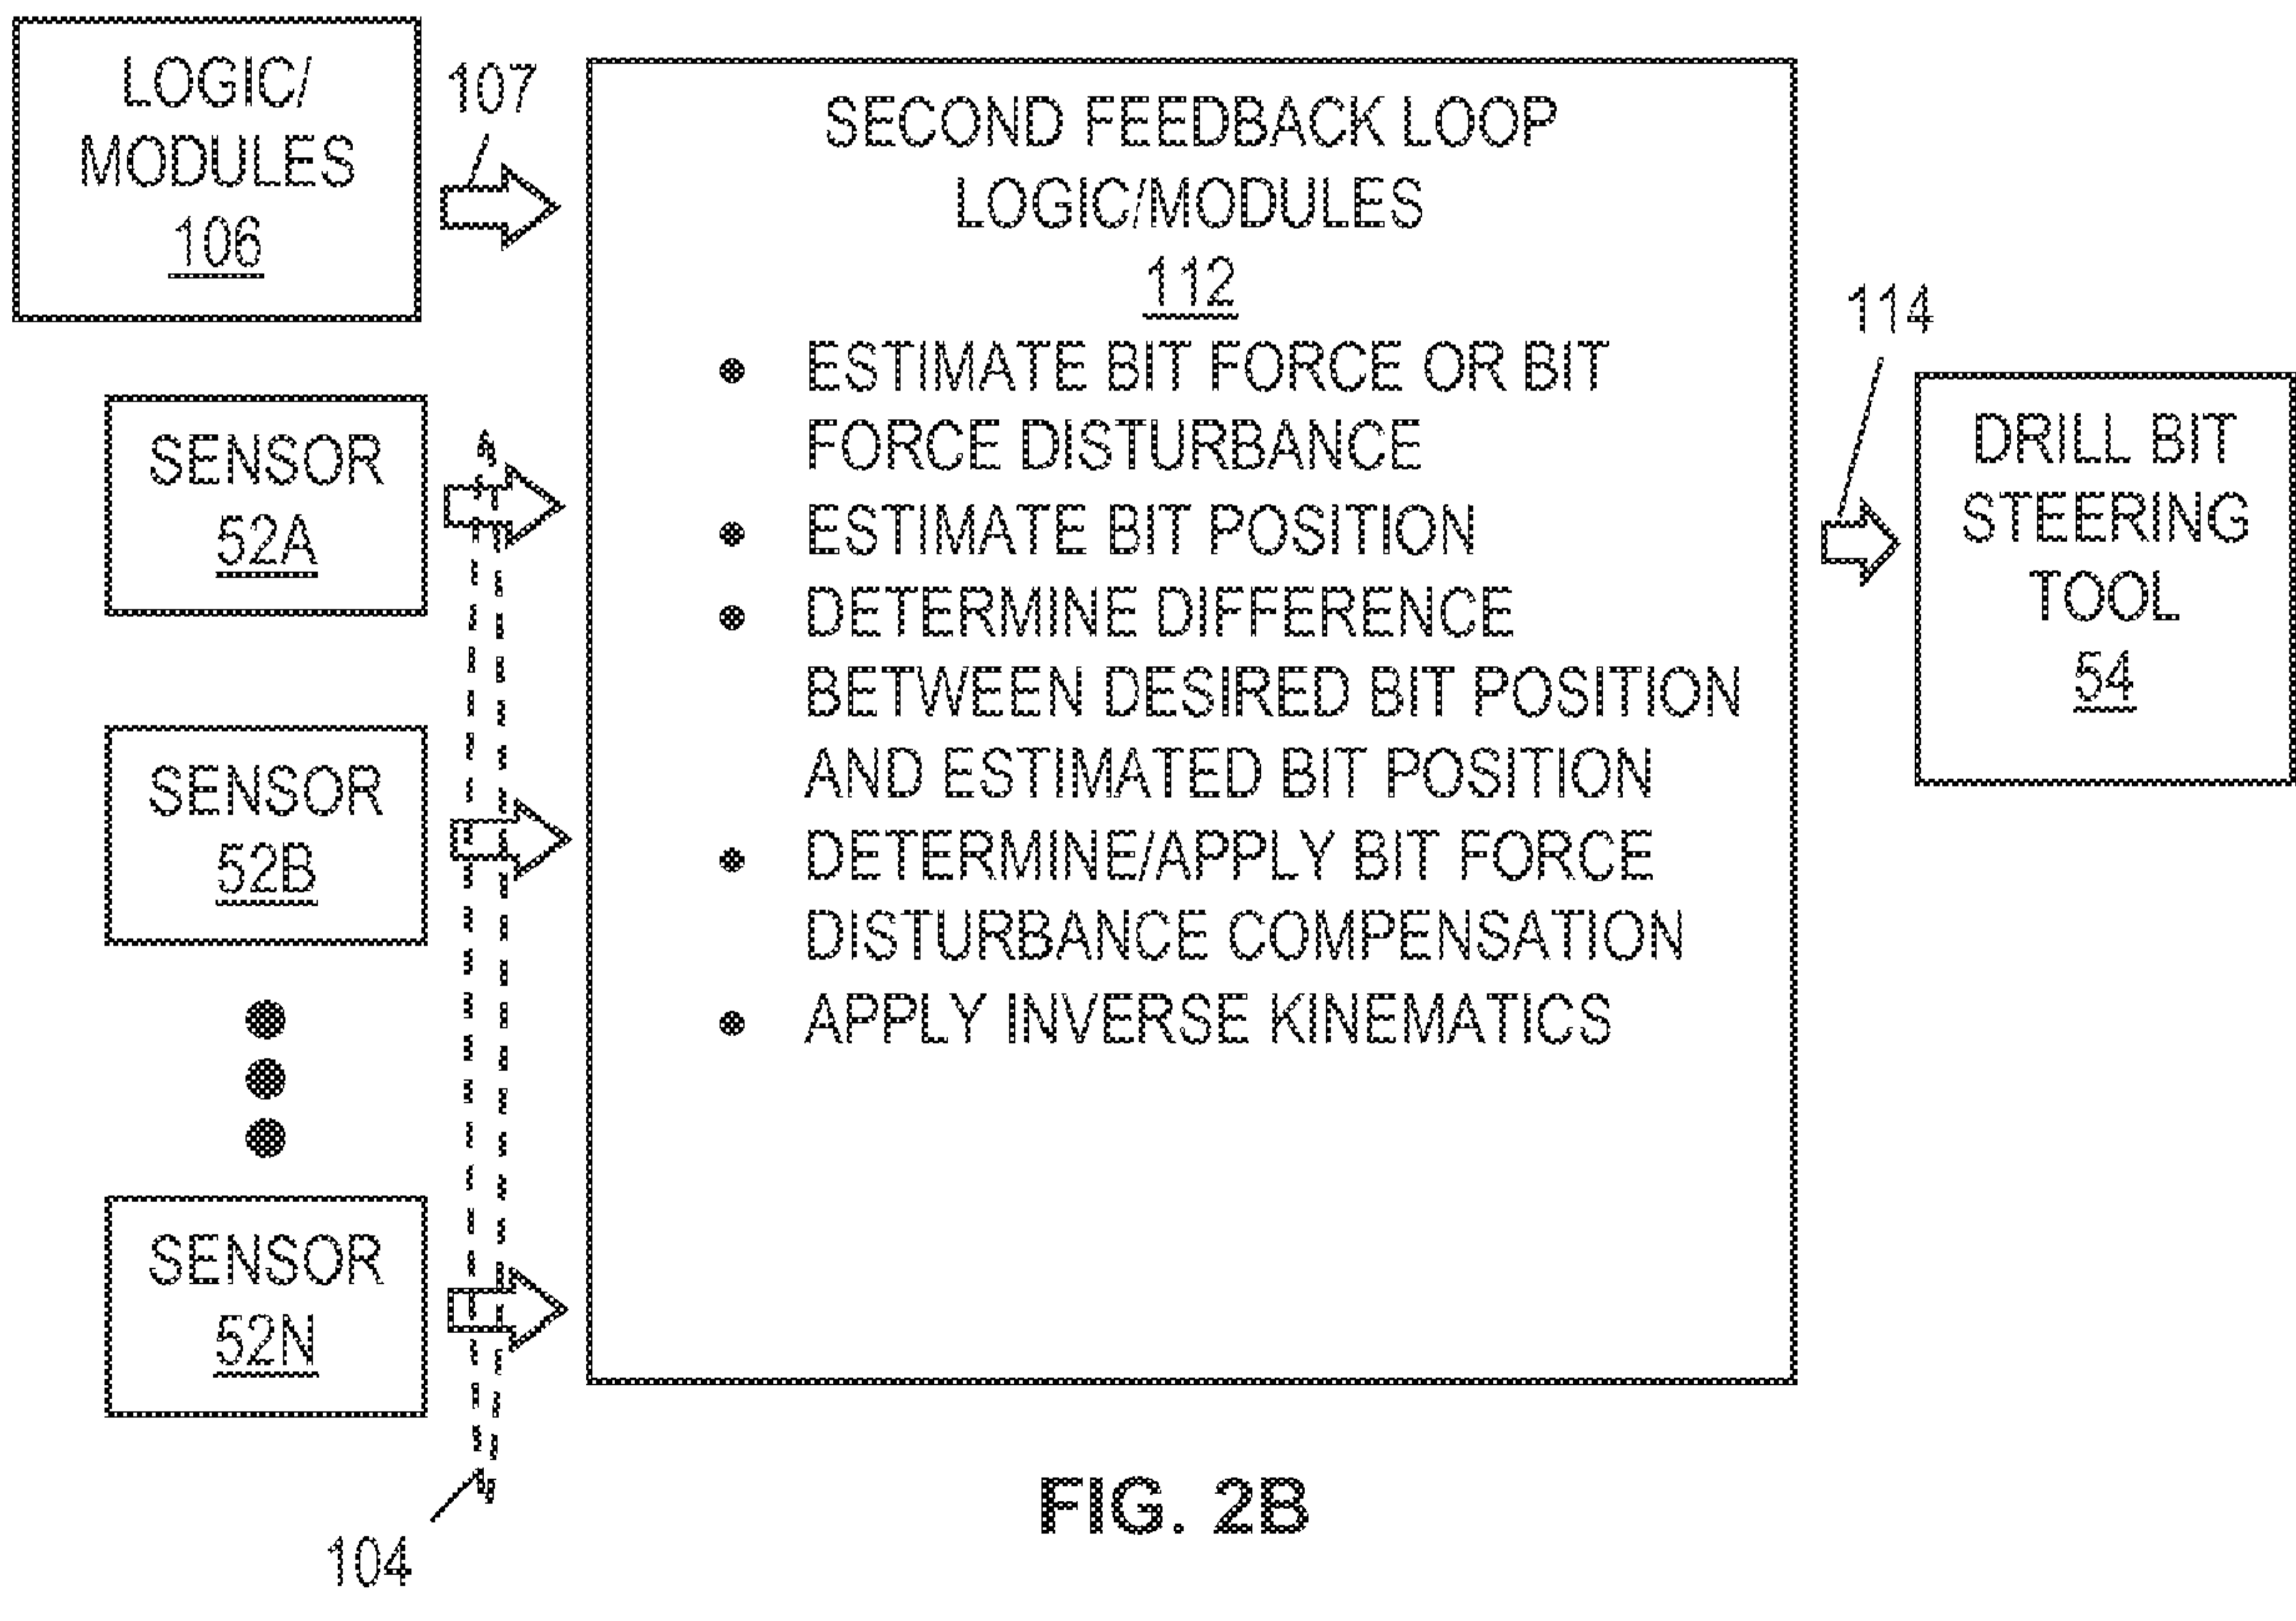 LOGIC/
MODULES
106
107
SENSOR
52A
SENSOR
52B
SENSOR
52N
104
SECOND FEEDBACK LOOP
LOGIC/MODULES
112
• ESTIMATE BIT FORCE OR BIT
FORCE DISTURBANCE
• ESTIMATE BIT POSITION
• DETERMINE DIFFERENCE
BETWEEN DESIRED BIT POSITION
AND ESTIMATED BIT POSITION
• DETERMINE/APPLY BIT FORCE
DISTURBANCE COMPENSATION
• APPLY INVERSE KINEMATICS
114
DRILL BIT
STEERING
TOOL
54
FIG. 2B